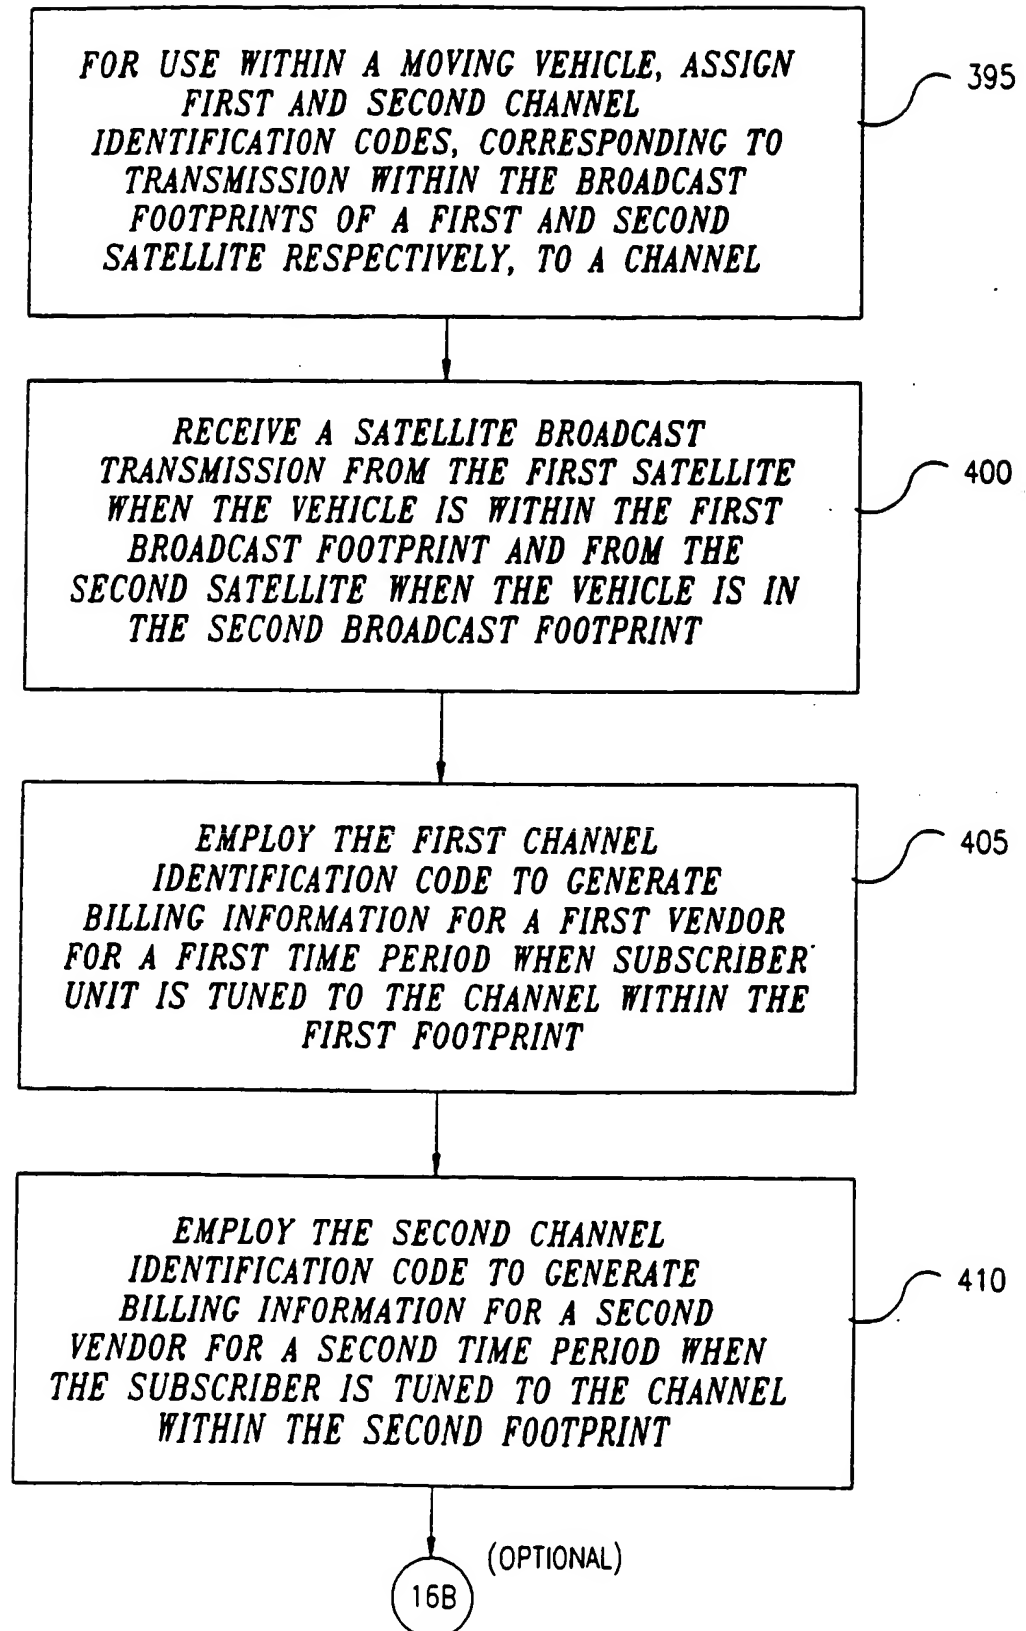 FOR USE WITHIN A MOVING VEHICLE, ASSIGN
FIRST AND SECOND CHANNEL
IDENTIFICATION CODES, CORRESPONDING TO
TRANSMISSION WITHIN THE BROADCAST
FOOTPRINTS OF A FIRST AND SECOND
SATELLITE RESPECTIVELY, TO A CHANNEL
395
RECEIVE A SATELLITE BROADCAST
TRANSMISSION FROM THE FIRST SATELLITE
WHEN THE VEHICLE IS WITHIN THE FIRST
BROADCAST FOOTPRINT AND FROM THE
SECOND SATELLITE WHEN THE VEHICLE IS IN
THE SECOND BROADCAST FOOTPRINT
400
EMPLOY THE FIRST CHANNEL
IDENTIFICATION CODE TO GENERATE
BILLING INFORMATION FOR A FIRST VENDOR
FOR A FIRST TIME PERIOD WHEN SUBSCRIBER
UNIT IS TUNED TO THE CHANNEL WITHIN THE
FIRST FOOTPRINT
405
EMPLOY THE SECOND CHANNEL
IDENTIFICATION CODE TO GENERATE
BILLING INFORMATION FOR A SECOND
VENDOR FOR A SECOND TIME PERIOD WHEN
THE SUBSCRIBER IS TUNED TO THE CHANNEL
WITHIN THE SECOND FOOTPRINT
410
(OPTIONAL)
16B